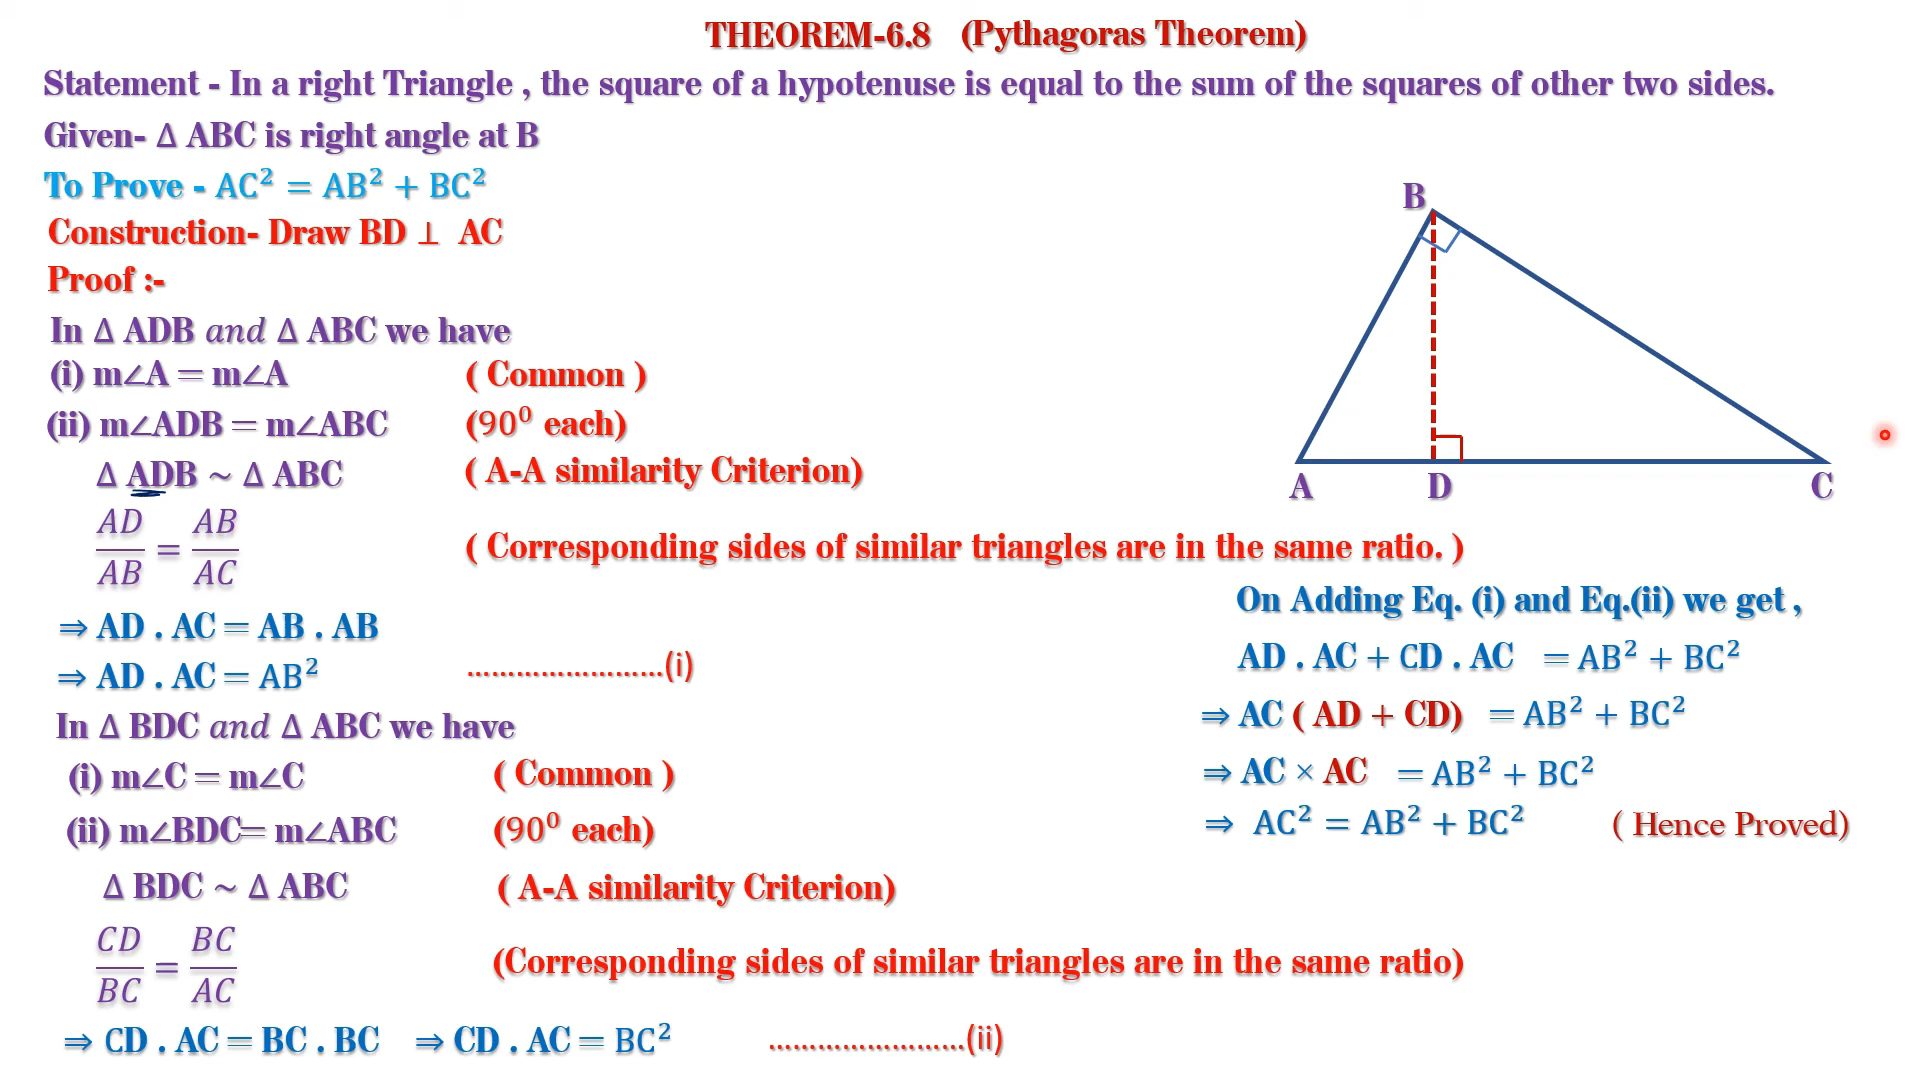 THEOREM-6.8 (Pythagoras Theorem)
Statement - In a right Triangle , the square of a hypotenuse is equal to the sum of the squares of other two sides.
Given- Δ ABC is right angle at B
To Prove - AC² = AB² + BC²
Construction- Draw BD ⊥ AC
Proof :-
In Δ ADB and Δ ABC we have
(i) m∠A = m∠A ( Common )
(ii) m∠ADB = m∠ABC (90⁰ each)
Δ ADB ~ Δ ABC ( A-A similarity Criterion)
AD/AB = AB/AC ( Corresponding sides of similar triangles are in the same ratio. )
⇒ AD . AC = AB . AB
⇒ AD . AC = AB² ........................(i)
In Δ BDC and Δ ABC we have
(i) m∠C = m∠C ( Common )
(ii) m∠BDC= m∠ABC (90⁰ each)
Δ BDC ~ Δ ABC ( A-A similarity Criterion)
CD/BC = BC/AC (Corresponding sides of similar triangles are in the same ratio)
⇒ CD . AC = BC . BC ⇒ CD . AC = BC² ........................(ii)
B
A D C
On Adding Eq. (i) and Eq.(ii) we get ,
AD . AC + CD . AC = AB² + BC²
⇒ AC ( AD + CD) = AB² + BC²
⇒ AC × AC = AB² + BC²
⇒ AC² = AB² + BC² ( Hence Proved)